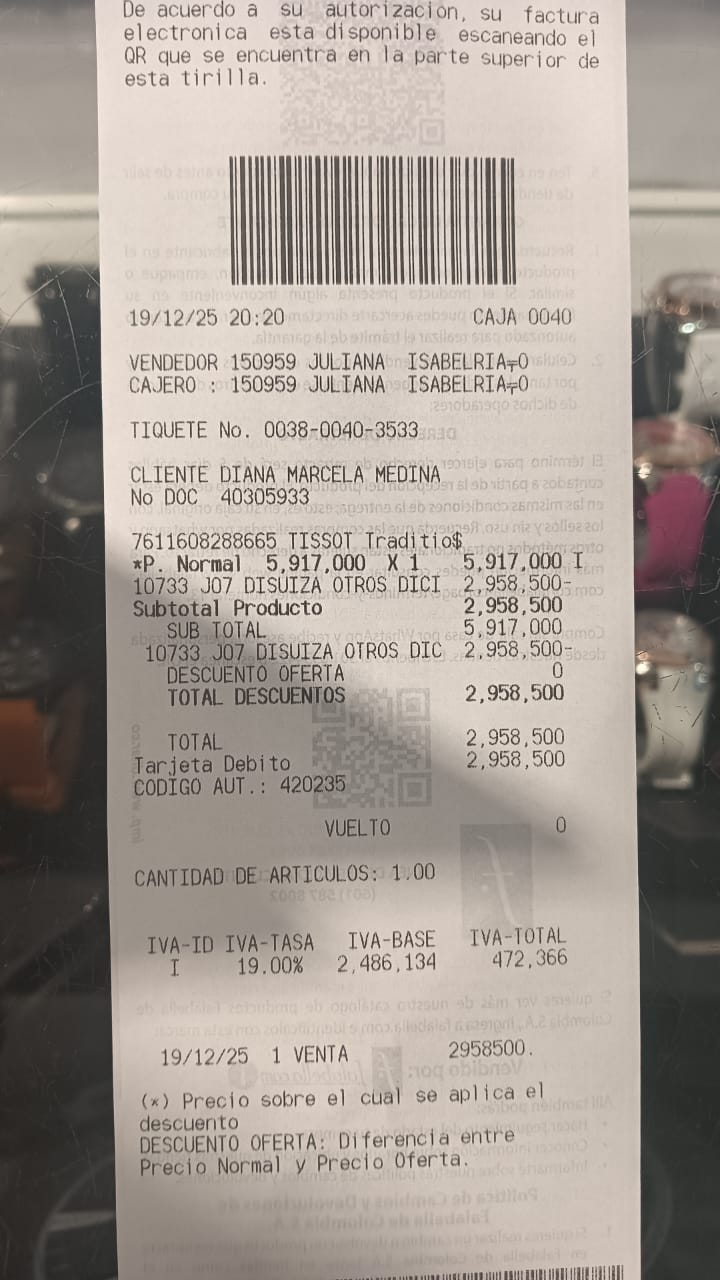 De acuerdo a su autorizacion, su factura
electronica esta disponible escaneando el
QR que se encuentra en la parte superior de
esta tirilla.
19/12/25 20:20 CAJA 0040
VENDEDOR 150959 JULIANA ISABELRIA╤O
CAJERO : 150959 JULIANA ISABELRIA╤O
TIQUETE No. 0038-0040-3533
CLIENTE DIANA MARCELA MEDINA
No DOC 40305933
7611608288665 TISSOT Traditio$
*P. Normal 5,917,000 X 1 5,917,000 I
10733 J07 DISUIZA OTROS DICI 2,958,500-
Subtotal Producto 2,958,500
SUB TOTAL 5,917,000
10733 J07 DISUIZA OTROS DIC 2,958,500-
DESCUENTO OFERTA 0
TOTAL DESCUENTOS 2,958,500
TOTAL 2,958,500
Tarjeta Debito 2,958,500
CODIGO AUT.: 420235
VUELTO 0
CANTIDAD DE ARTICULOS: 1.00
IVA-ID IVA-TASA IVA-BASE IVA-TOTAL
I 19.00% 2,486,134 472,366
19/12/25 1 VENTA 2958500.
(*) Precio sobre el cual se aplica el
descuento
DESCUENTO OFERTA: Diferencia entre
Precio Normal y Precio Oferta.